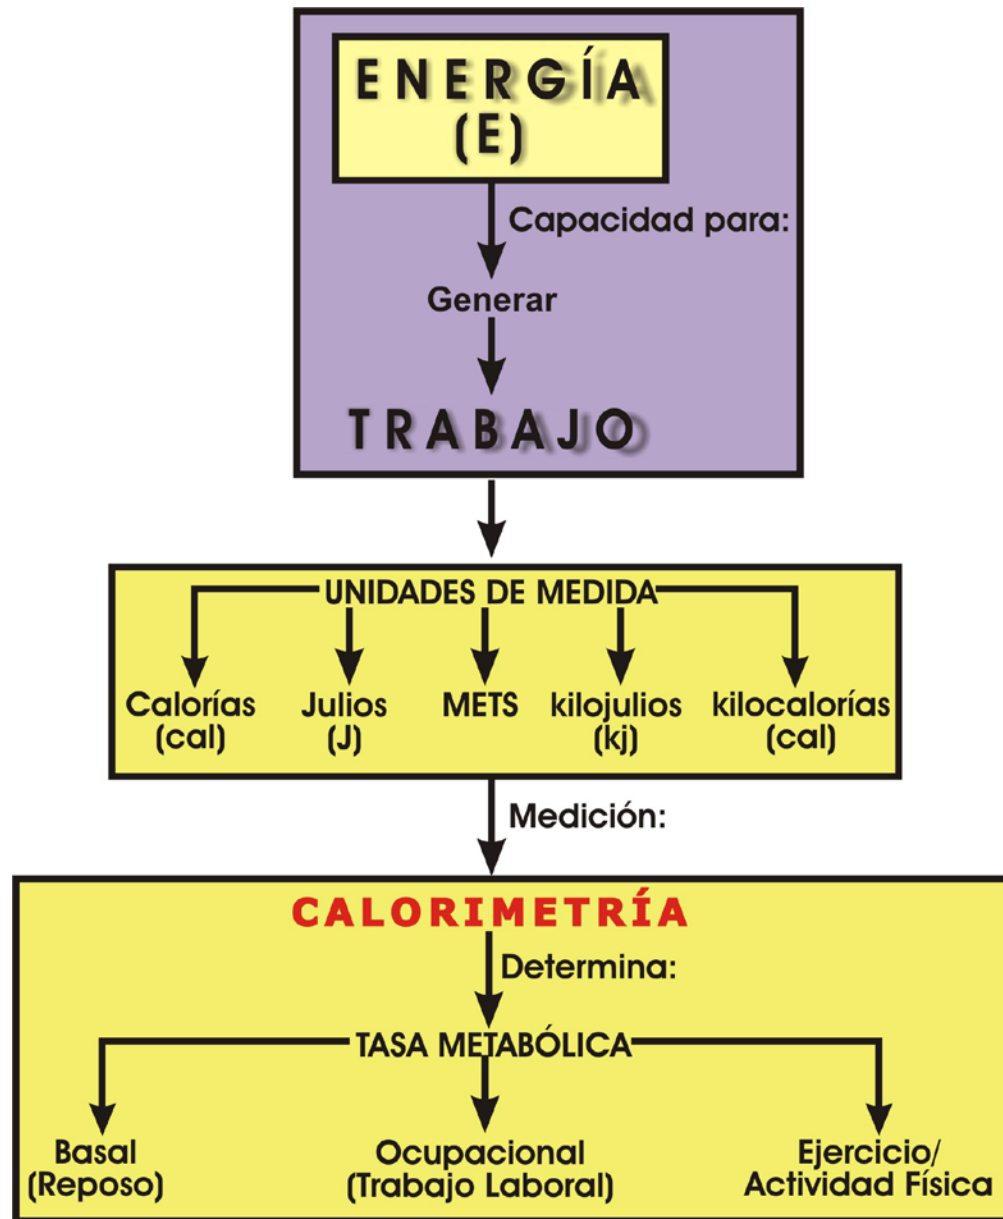 ENERGÍA
(E)
Capacidad para:
Generar
TRABAJO
UNIDADES DE MEDIDA
Calorías
(cal)
Julios
(J)
METS
kilojulios
(kj)
kilocalorías
(cal)
Medición:
CALORIMETRÍA
Determina:
TASA METABÓLICA
Basal
(Reposo)
Ocupacional
(Trabajo Laboral)
Ejercicio/
Actividad Física